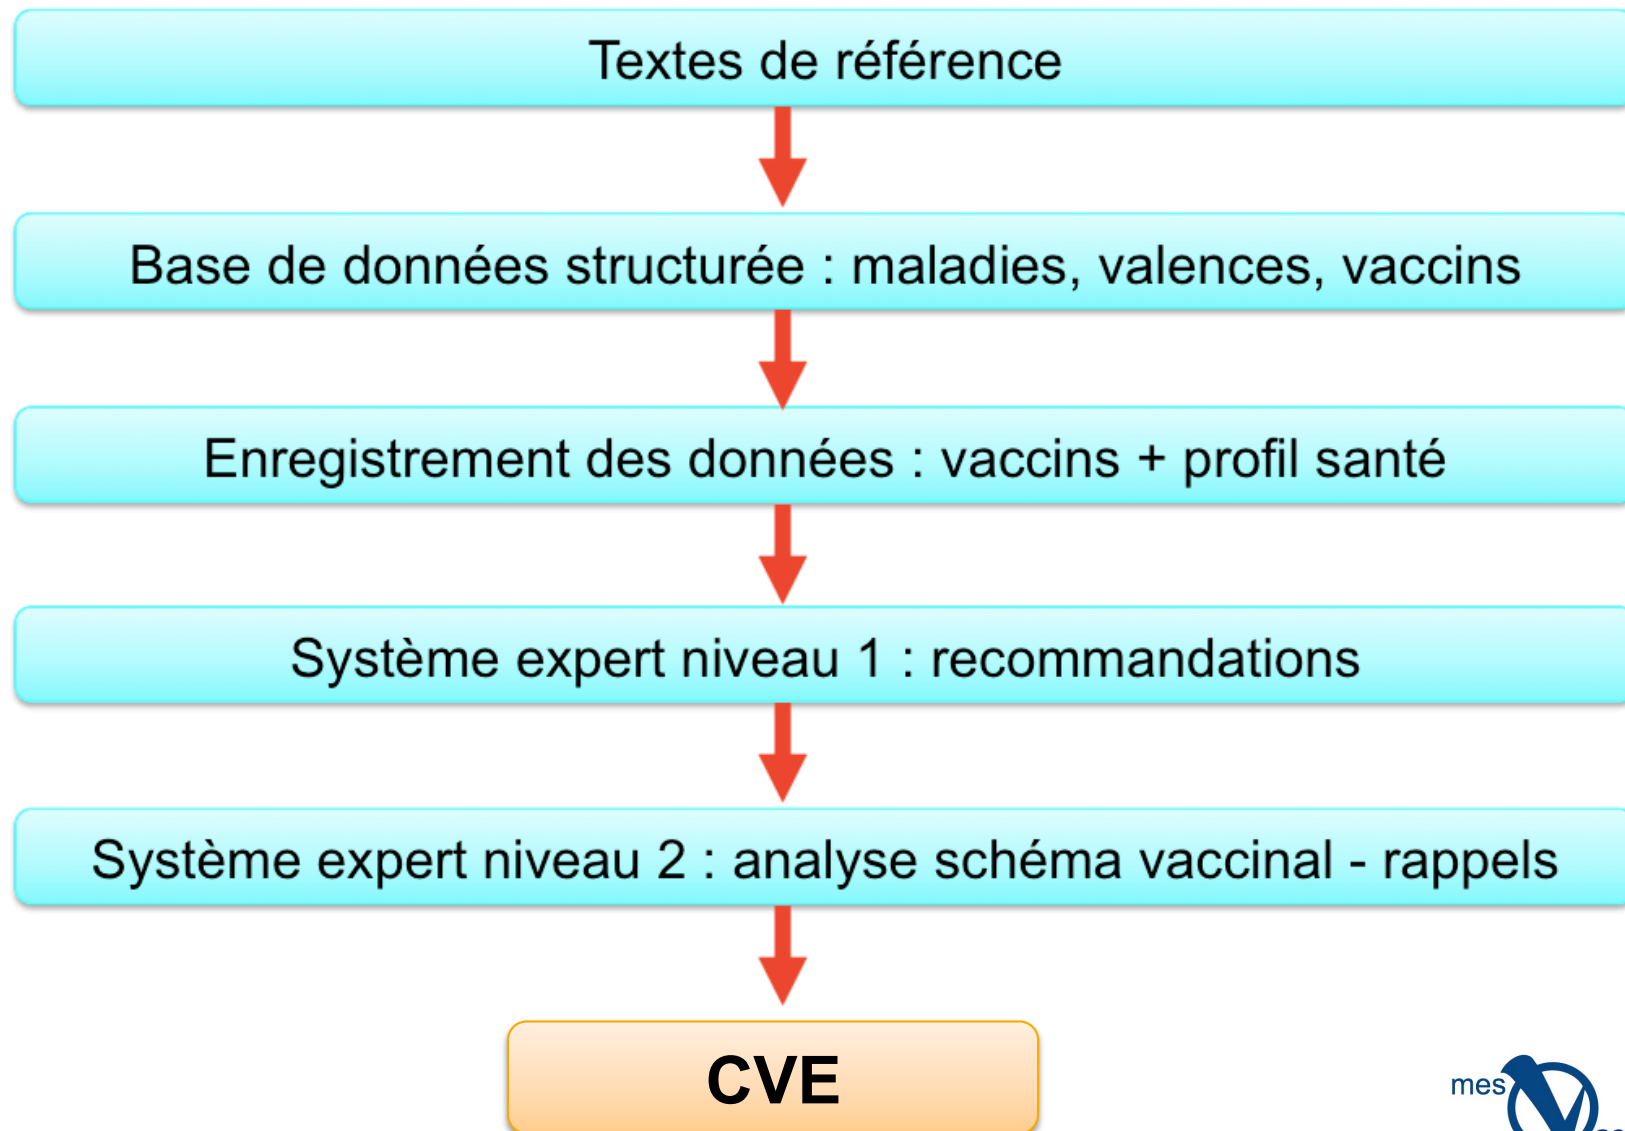 Textes de référence
Base de données structurée : maladies, valences, vaccins
Enregistrement des données : vaccins + profil santé
Système expert niveau 1 : recommandations
Système expert niveau 2 : analyse schéma vaccinal - rappels
CVE
mes